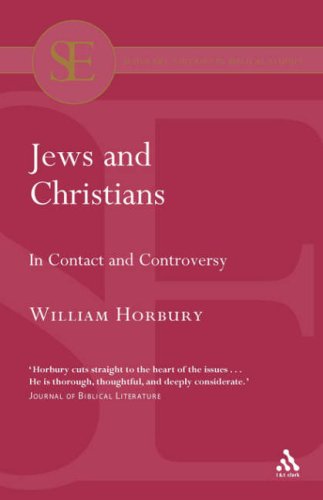 SE
Jews and
Christians
In Contact and Controversy
WILLIAM HORBURY
‘Horbury cuts straight to the heart of the issues . . .
He is thorough, thoughtful, and deeply considerate.’
JOURNAL OF BIBLICAL LITERATURE
t & t clark